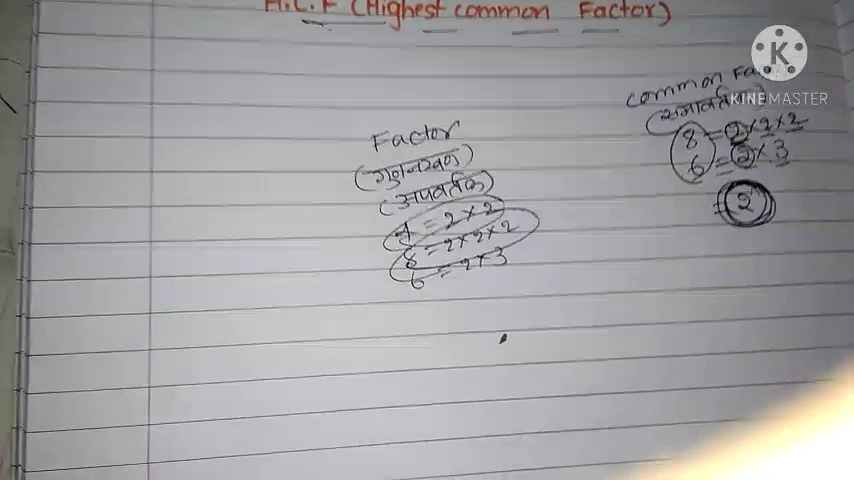 H.C.F (Highest common Factor)
Factor
(गुणनखण्ड)
(अपवर्तक)
4 = 2 × 2
8 = 2 × 2 × 2
6 = 2 × 3
common Fa
(समापवर्तक)
8 = 2 × 2 × 2
6 = 2 × 3
= 2
KINEMASTER